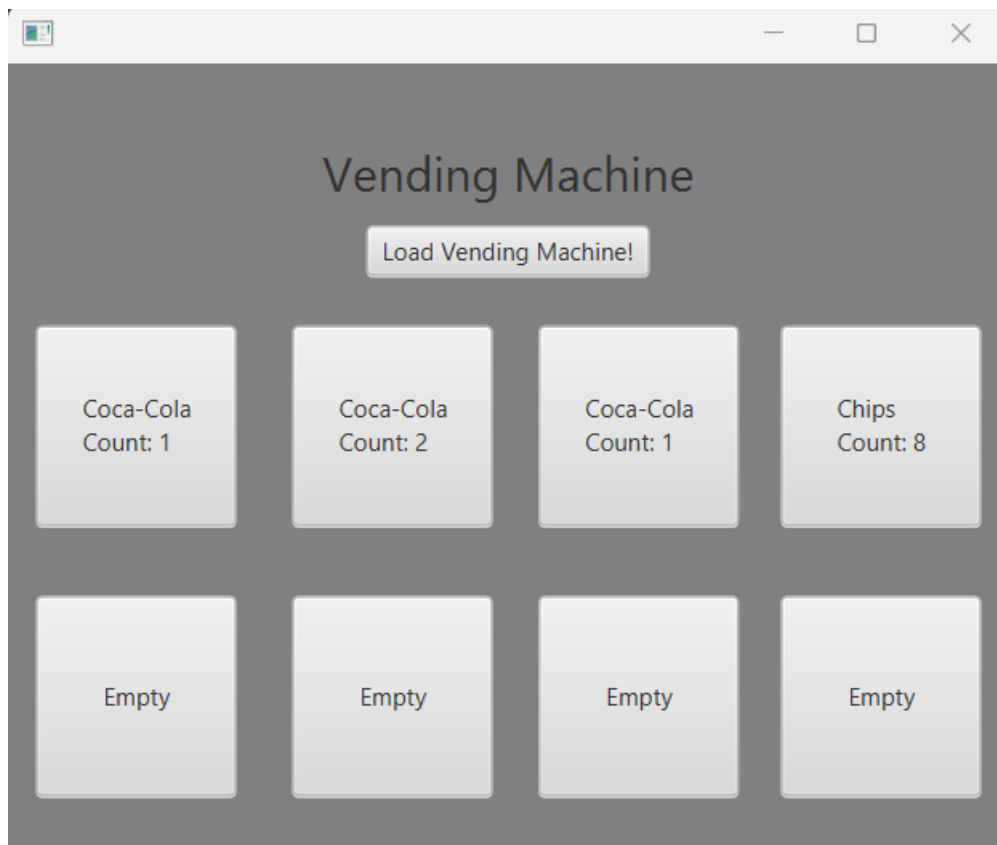 Vending Machine
Load Vending Machine!
Coca-Cola
Count: 1
Coca-Cola
Count: 2
Coca-Cola
Count: 1
Chips
Count: 8
Empty
Empty
Empty
Empty